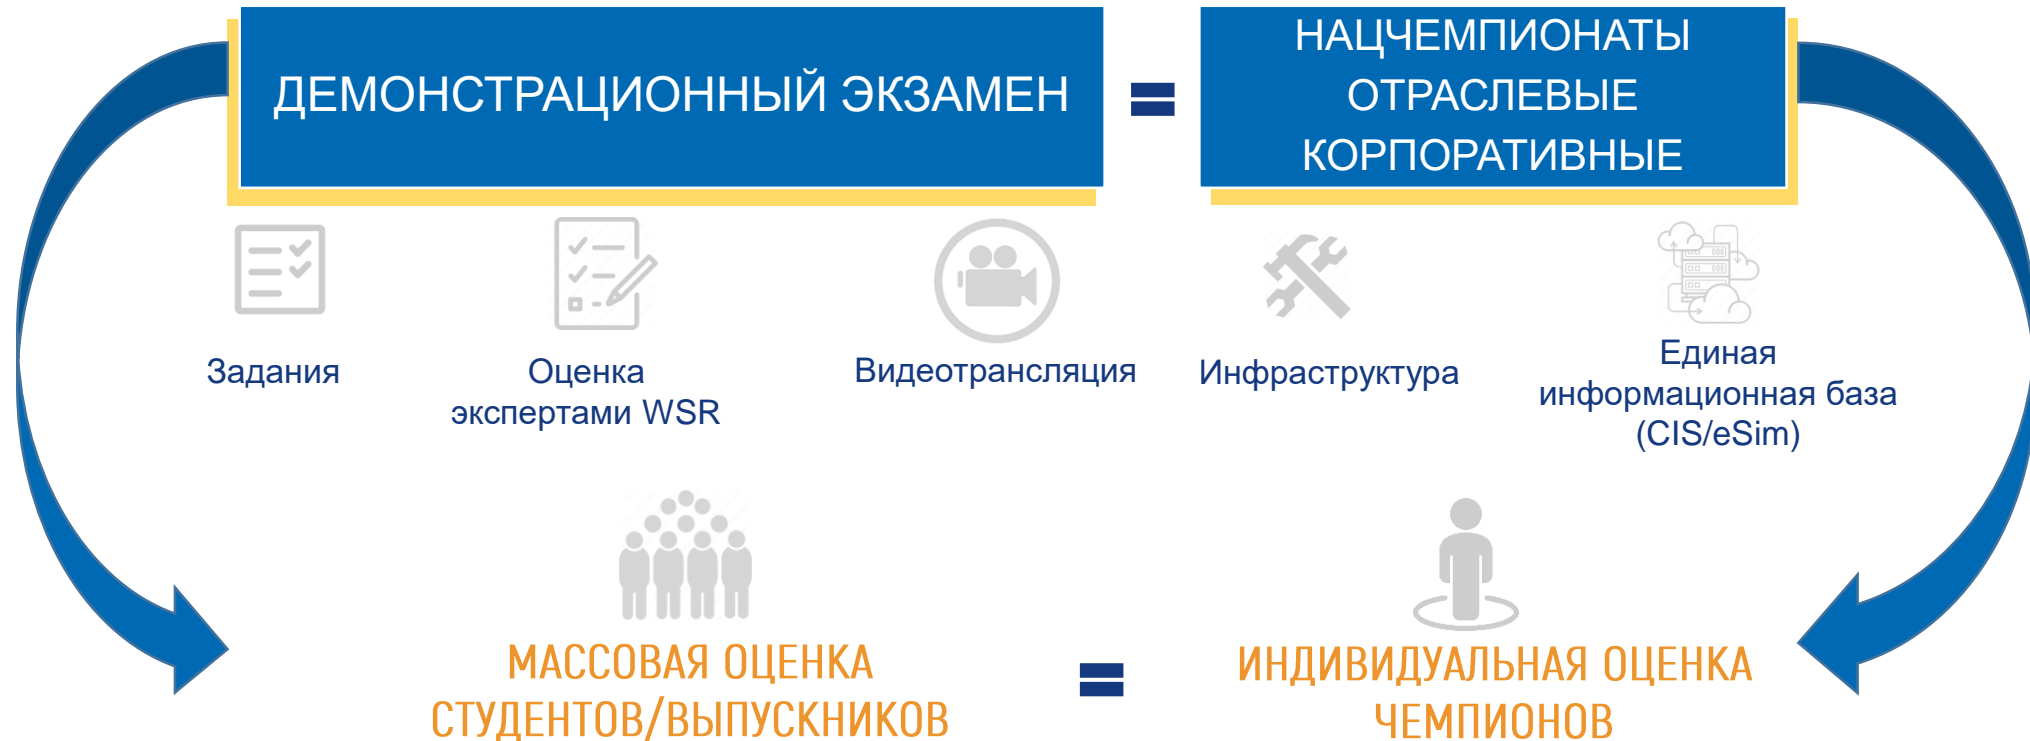 ДЕМОНСТРАЦИОННЫЙ ЭКЗАМЕН
=
НАЦЧЕМПИОНАТЫ
ОТРАСЛЕВЫЕ
КОРПОРАТИВНЫЕ
Задания
Оценка
экспертами WSR
Видеотрансляция
Инфраструктура
Единая
информационная база
(CIS/eSim)
МАССОВАЯ ОЦЕНКА
СТУДЕНТОВ/ВЫПУСКНИКОВ
=
ИНДИВИДУАЛЬНАЯ ОЦЕНКА
ЧЕМПИОНОВ